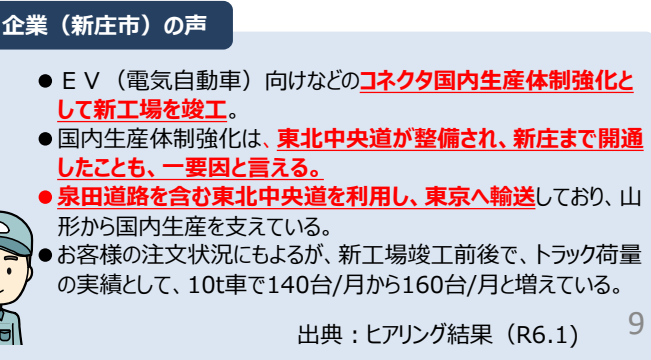 企業（新庄市）の声
●ＥＶ（電気自動車）向けなどのコネクタ国内生産体制強化と
して新工場を竣工。
●国内生産体制強化は、東北中央道が整備され、新庄まで開通
したことも、一要因と言える。
●泉田道路を含む東北中央道を利用し、東京へ輸送しており、山
形から国内生産を支えている。
●お客様の注文状況にもよるが、新工場竣工前後で、トラック荷量
の実績として、10t車で140台/月から160台/月と増えている。
出典：ヒアリング結果（R6.1）
9